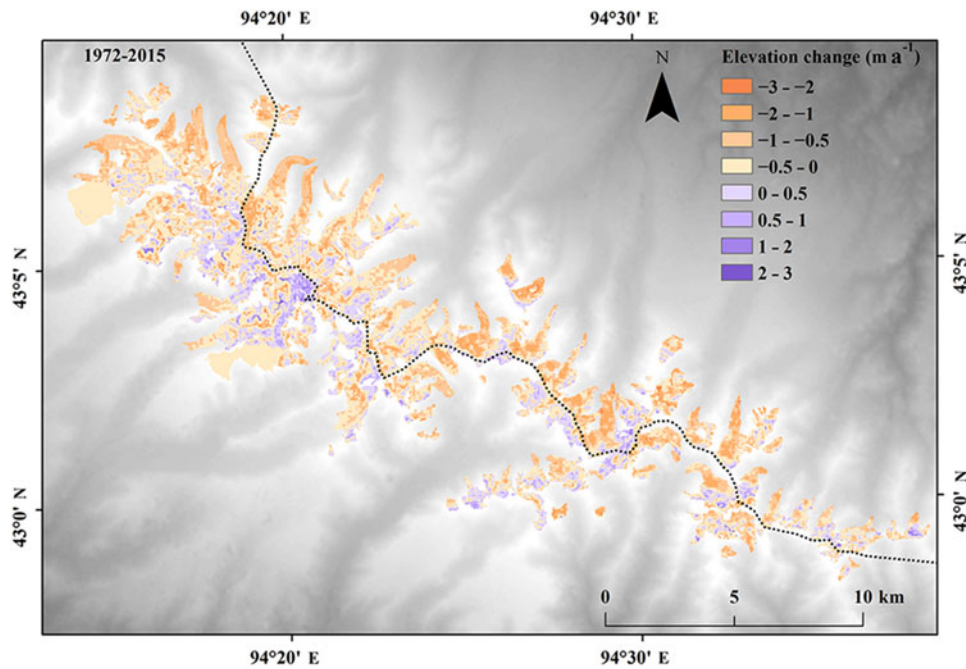 94°20' E
94°30' E
1972-2015
N
Elevation change (m a⁻¹)
−3 – −2
−2 – −1
−1 – −0.5
−0.5 – 0
0 - 0.5
0.5 - 1
1 - 2
2 - 3
43°5' N
43°5' N
43°0' N
43°0' N
0
5
10 km
94°20' E
94°30' E